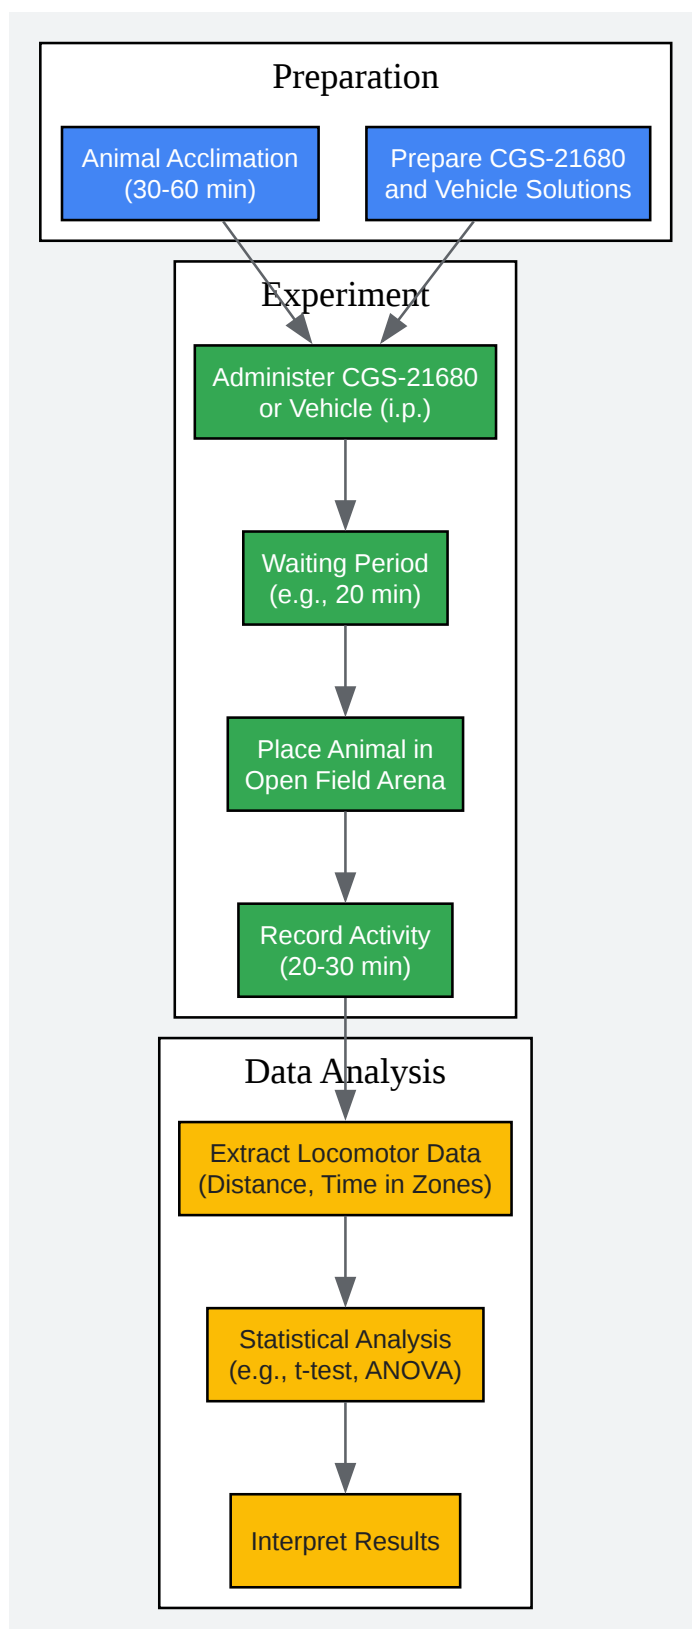 Preparation
Animal Acclimation
(30-60 min)
Prepare CGS-21680
and Vehicle Solutions
Experiment
Administer CGS-21680
or Vehicle (i.p.)
Waiting Period
(e.g., 20 min)
Place Animal in
Open Field Arena
Record Activity
(20-30 min)
Data Analysis
Extract Locomotor Data
(Distance, Time in Zones)
Statistical Analysis
(e.g., t-test, ANOVA)
Interpret Results